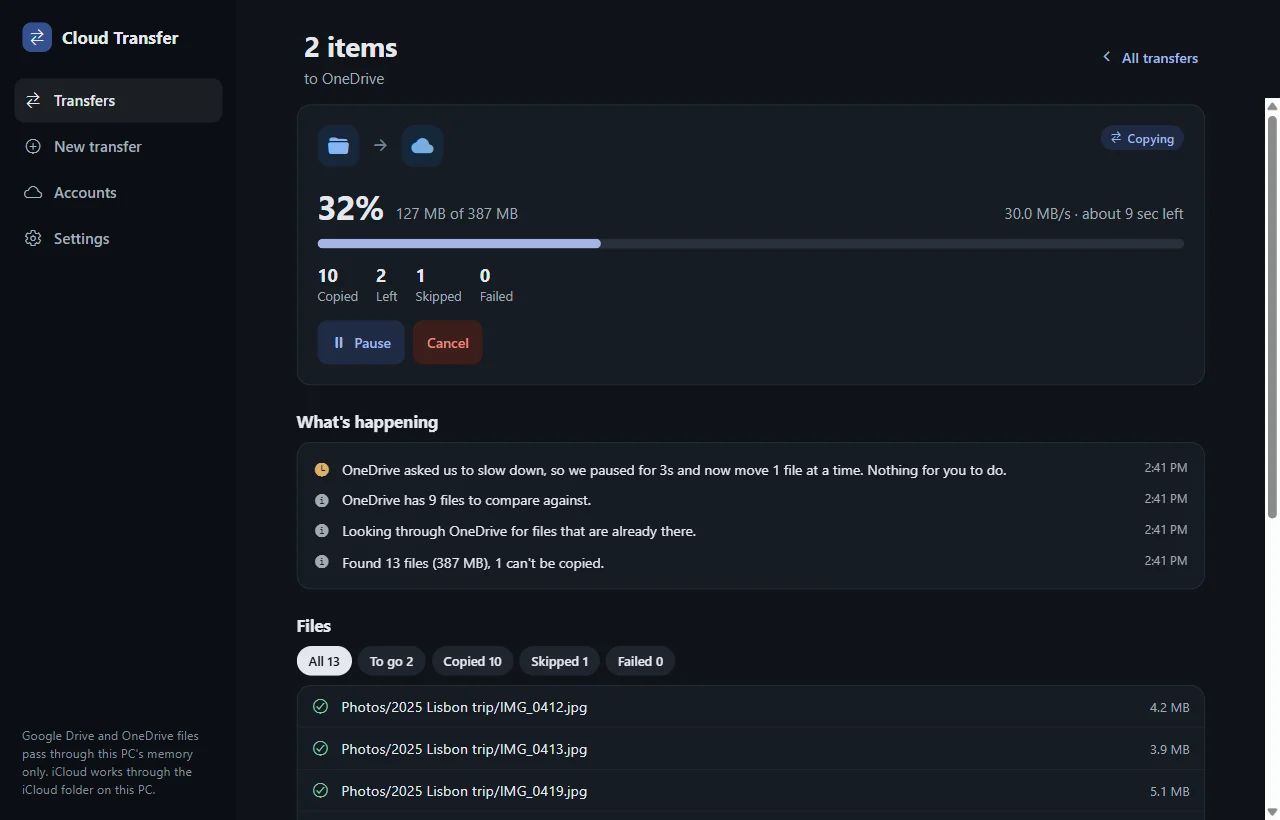 Cloud Transfer
Transfers
New transfer
Accounts
Settings
Google Drive and OneDrive files
pass through this PC's memory
only. iCloud works through the
iCloud folder on this PC.
2 items
to OneDrive
All transfers
Copying
32% 127 MB of 387 MB
30.0 MB/s · about 9 sec left
10 2 1 0
Copied Left Skipped Failed
Pause Cancel
What's happening
OneDrive asked us to slow down, so we paused for 3s and now move 1 file at a time. Nothing for you to do. 2:41 PM
OneDrive has 9 files to compare against. 2:41 PM
Looking through OneDrive for files that are already there. 2:41 PM
Found 13 files (387 MB), 1 can't be copied. 2:41 PM
Files
All 13 To go 2 Copied 10 Skipped 1 Failed 0
Photos/2025 Lisbon trip/IMG_0412.jpg 4.2 MB
Photos/2025 Lisbon trip/IMG_0413.jpg 3.9 MB
Photos/2025 Lisbon trip/IMG_0419.jpg 5.1 MB